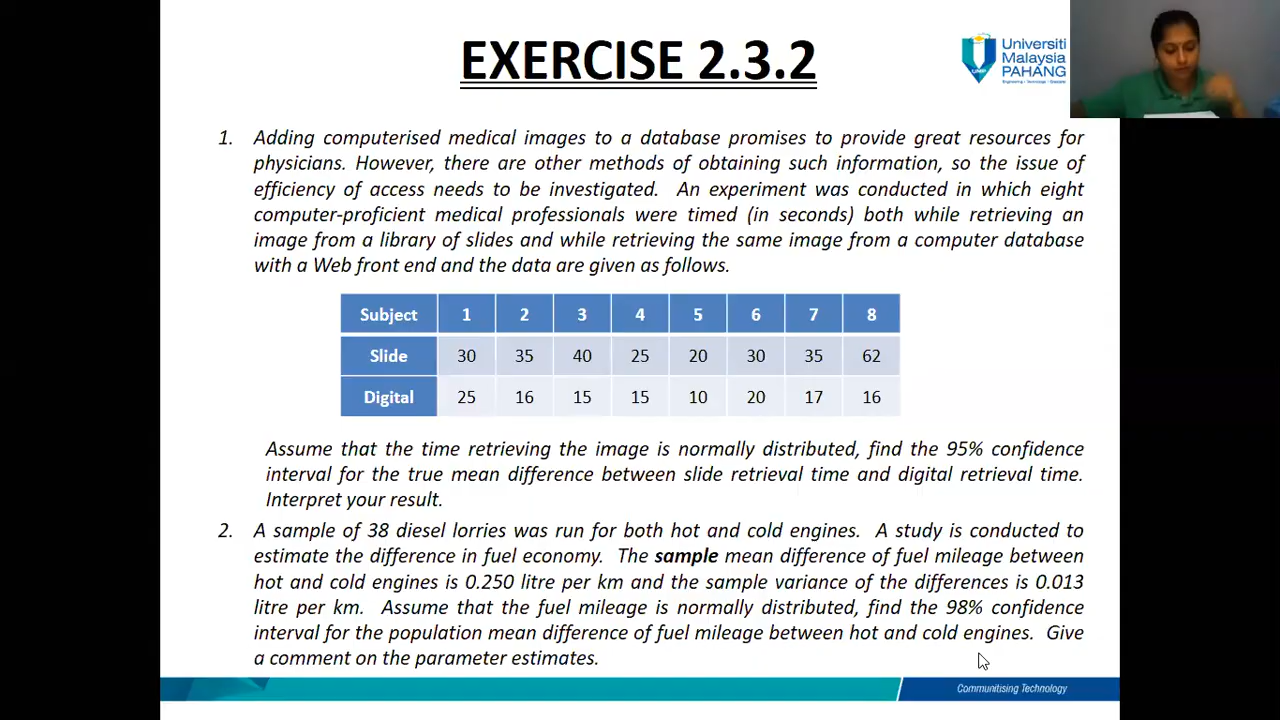 EXERCISE 2.3.2
Universiti
Malaysia
PAHANG
UMP
1. Adding computerised medical images to a database promises to provide great resources for
physicians. However, there are other methods of obtaining such information, so the issue of
efficiency of access needs to be investigated. An experiment was conducted in which eight
computer-proficient medical professionals were timed (in seconds) both while retrieving an
image from a library of slides and while retrieving the same image from a computer database
with a Web front end and the data are given as follows.
Subject 1 2 3 4 5 6 7 8
Slide 30 35 40 25 20 30 35 62
Digital 25 16 15 15 10 20 17 16
Assume that the time retrieving the image is normally distributed, find the 95% confidence
interval for the true mean difference between slide retrieval time and digital retrieval time.
Interpret your result.
2. A sample of 38 diesel lorries was run for both hot and cold engines. A study is conducted to
estimate the difference in fuel economy. The sample mean difference of fuel mileage between
hot and cold engines is 0.250 litre per km and the sample variance of the differences is 0.013
litre per km. Assume that the fuel mileage is normally distributed, find the 98% confidence
interval for the population mean difference of fuel mileage between hot and cold engines. Give
a comment on the parameter estimates.
Communitising Technology